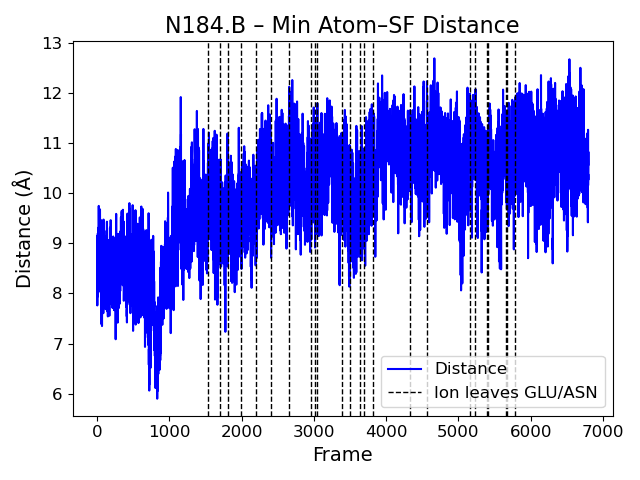 N184.B – Min Atom–SF Distance
Distance (Å)
13
12
11
10
9
8
7
6
Distance
Ion leaves GLU/ASN
0 1000 2000 3000 4000 5000 6000 7000
Frame